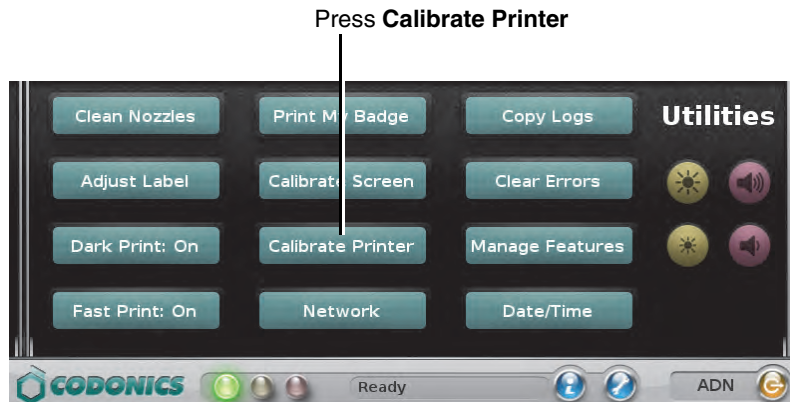 Press Calibrate Printer
Clean Nozzles
Print My Badge
Copy Logs
Utilities
Adjust Label
Calibrate Screen
Clear Errors
Dark Print: On
Calibrate Printer
Manage Features
Fast Print: On
Network
Date/Time
CODONICS
Ready
i
ADN